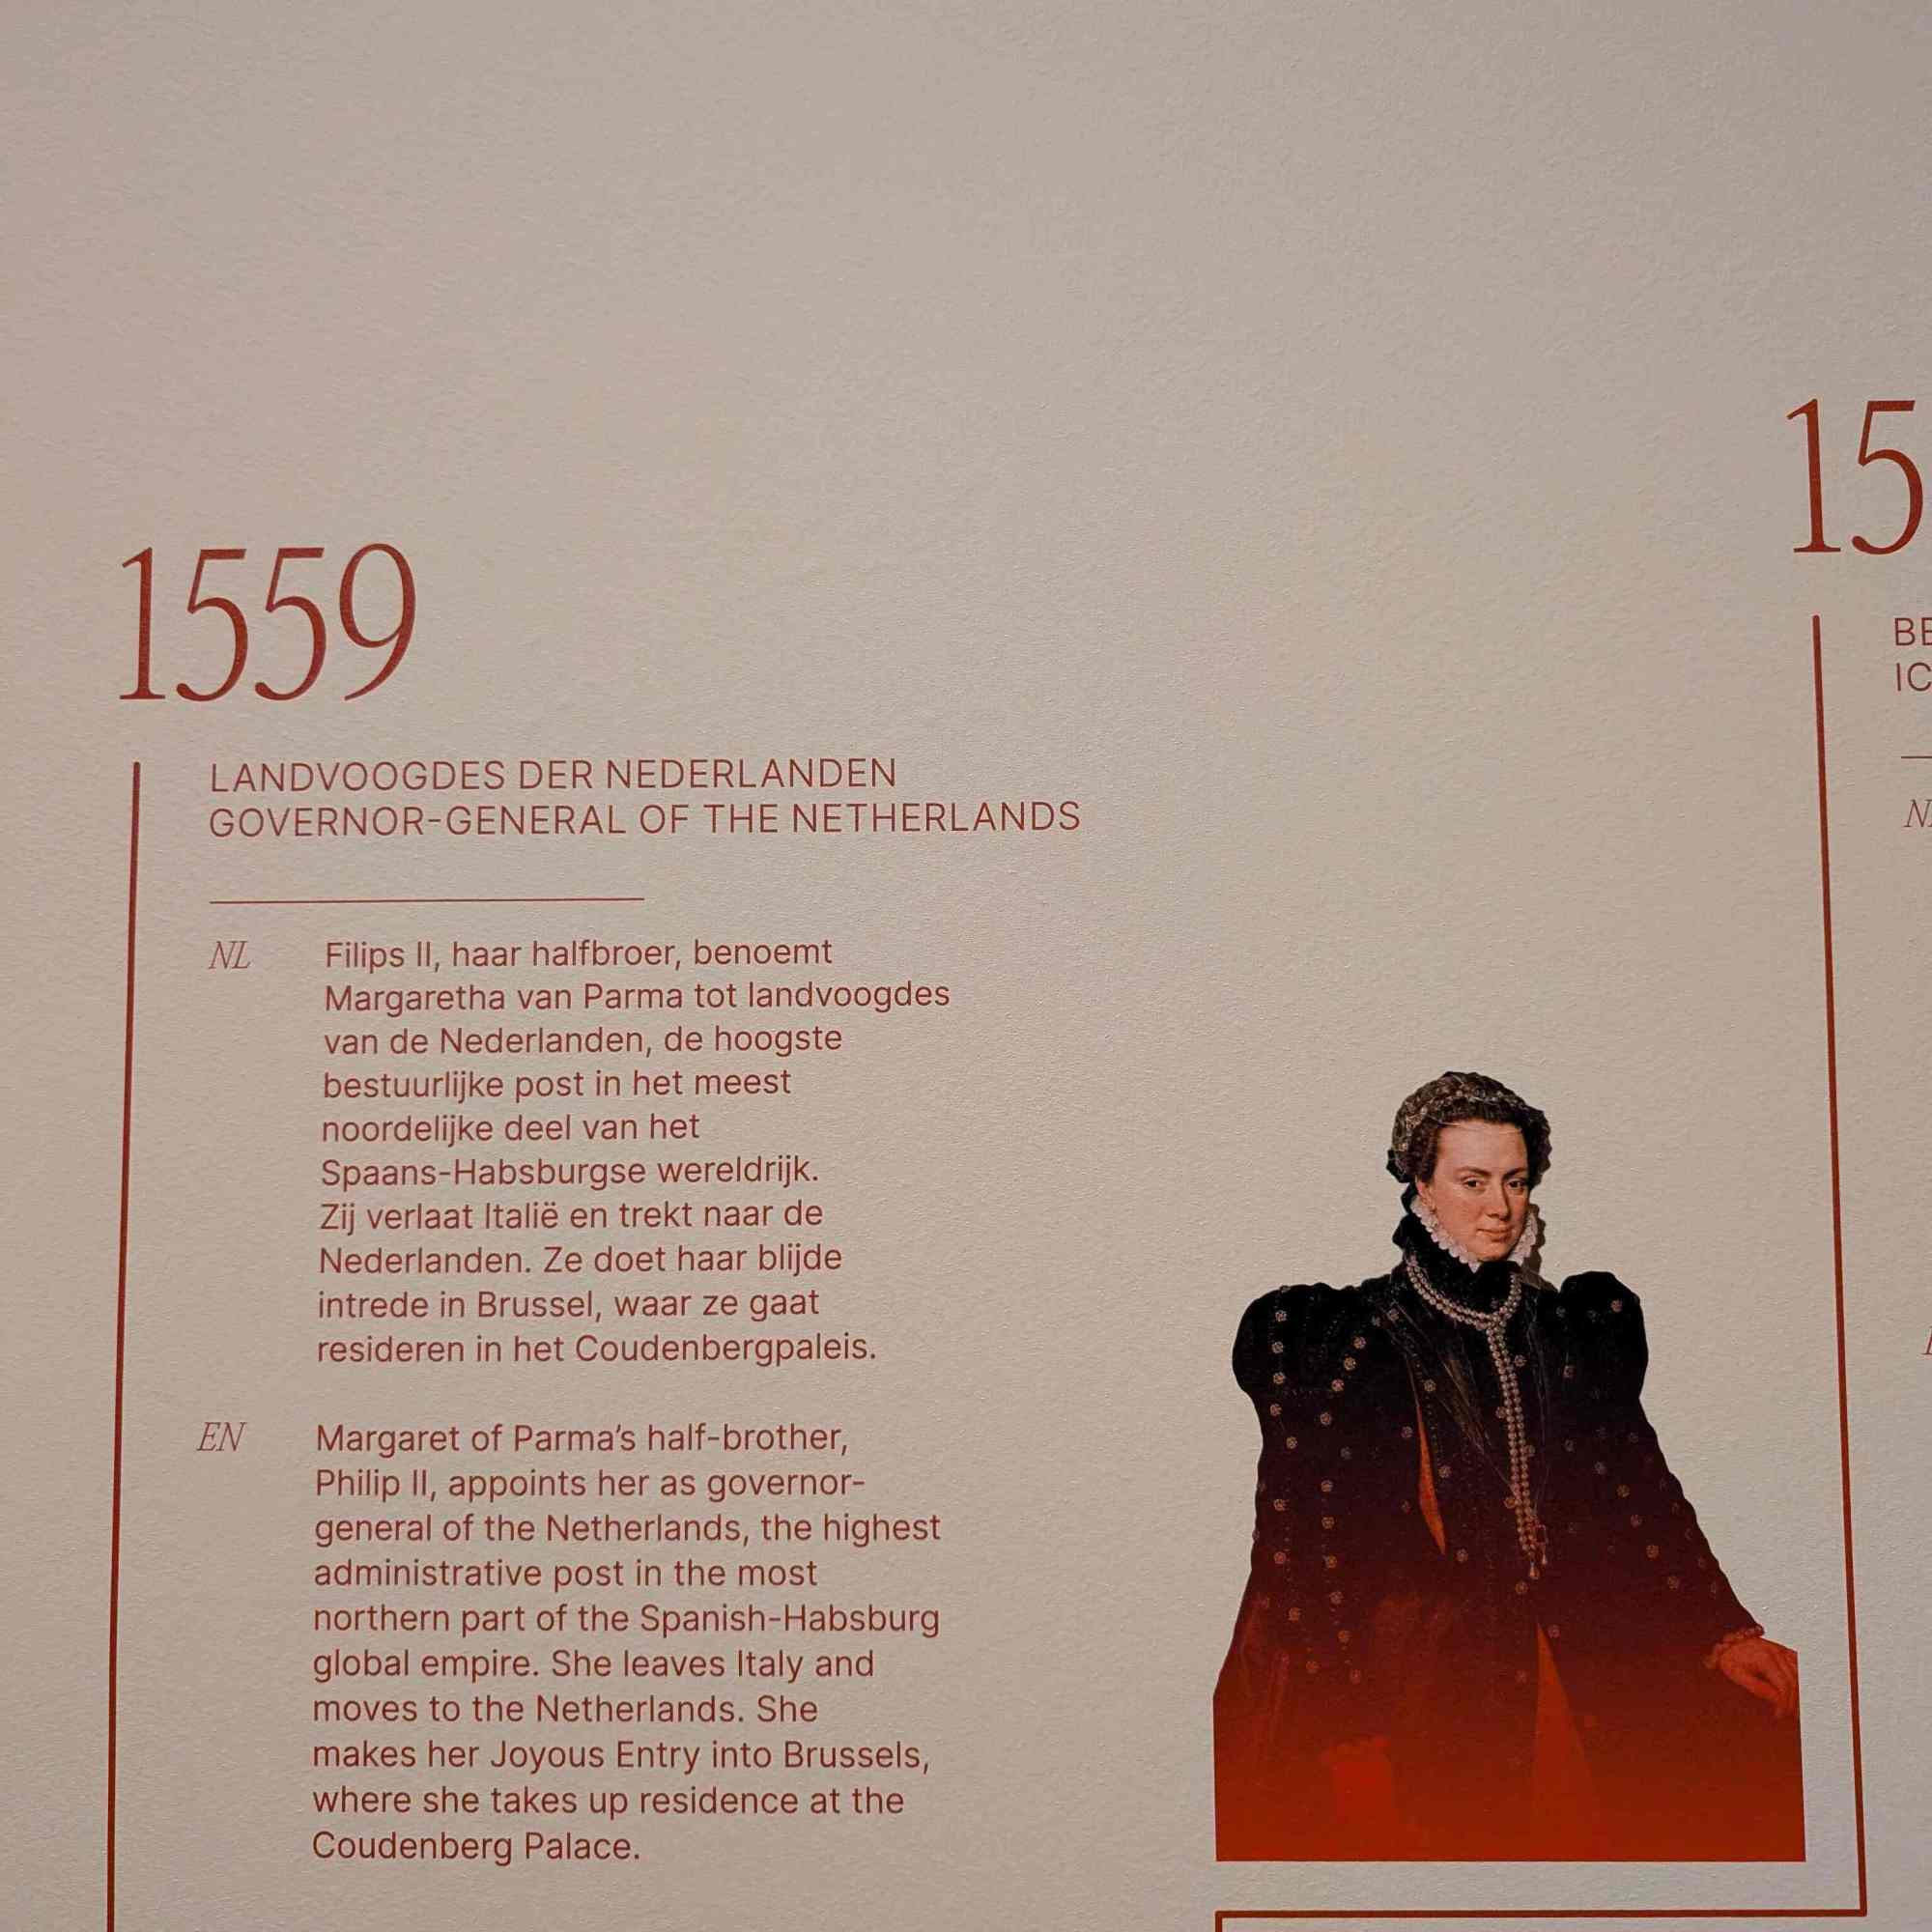 1559
LANDVOOGDES DER NEDERLANDEN
GOVERNOR-GENERAL OF THE NETHERLANDS
NL
Filips II, haar halfbroer, benoemt
Margaretha van Parma tot landvoogdes
van de Nederlanden, de hoogste
bestuurlijke post in het meest
noordelijke deel van het
Spaans-Habsburgse wereldrijk.
Zij verlaat Italië en trekt naar de
Nederlanden. Ze doet haar blijde
intrede in Brussel, waar ze gaat
resideren in het Coudenbergpaleis.
EN
Margaret of Parma's half-brother,
Philip II, appoints her as governor-
general of the Netherlands, the highest
administrative post in the most
northern part of the Spanish-Habsburg
global empire. She leaves Italy and
moves to the Netherlands. She
makes her Joyous Entry into Brussels,
where she takes up residence at the
Coudenberg Palace.
15
BE
IC